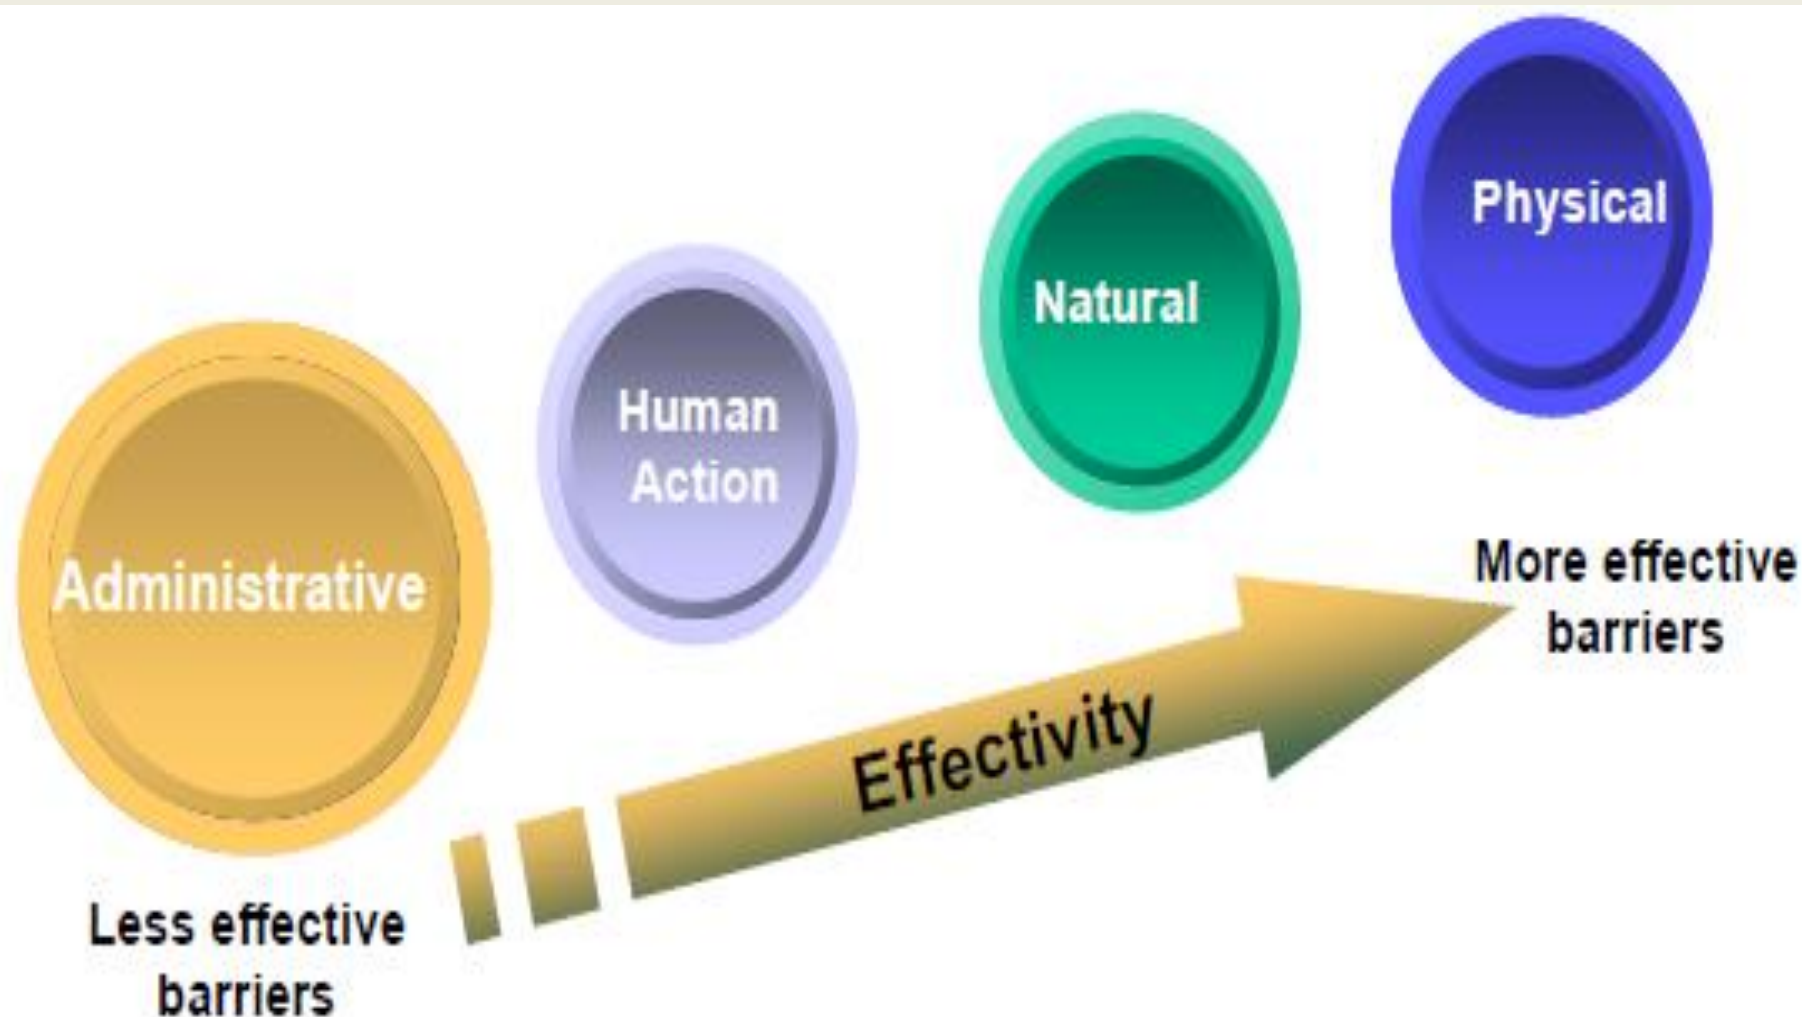 Physical
Natural
Human
Action
Administrative
More effective
barriers
Effectivity
Less effective
barriers